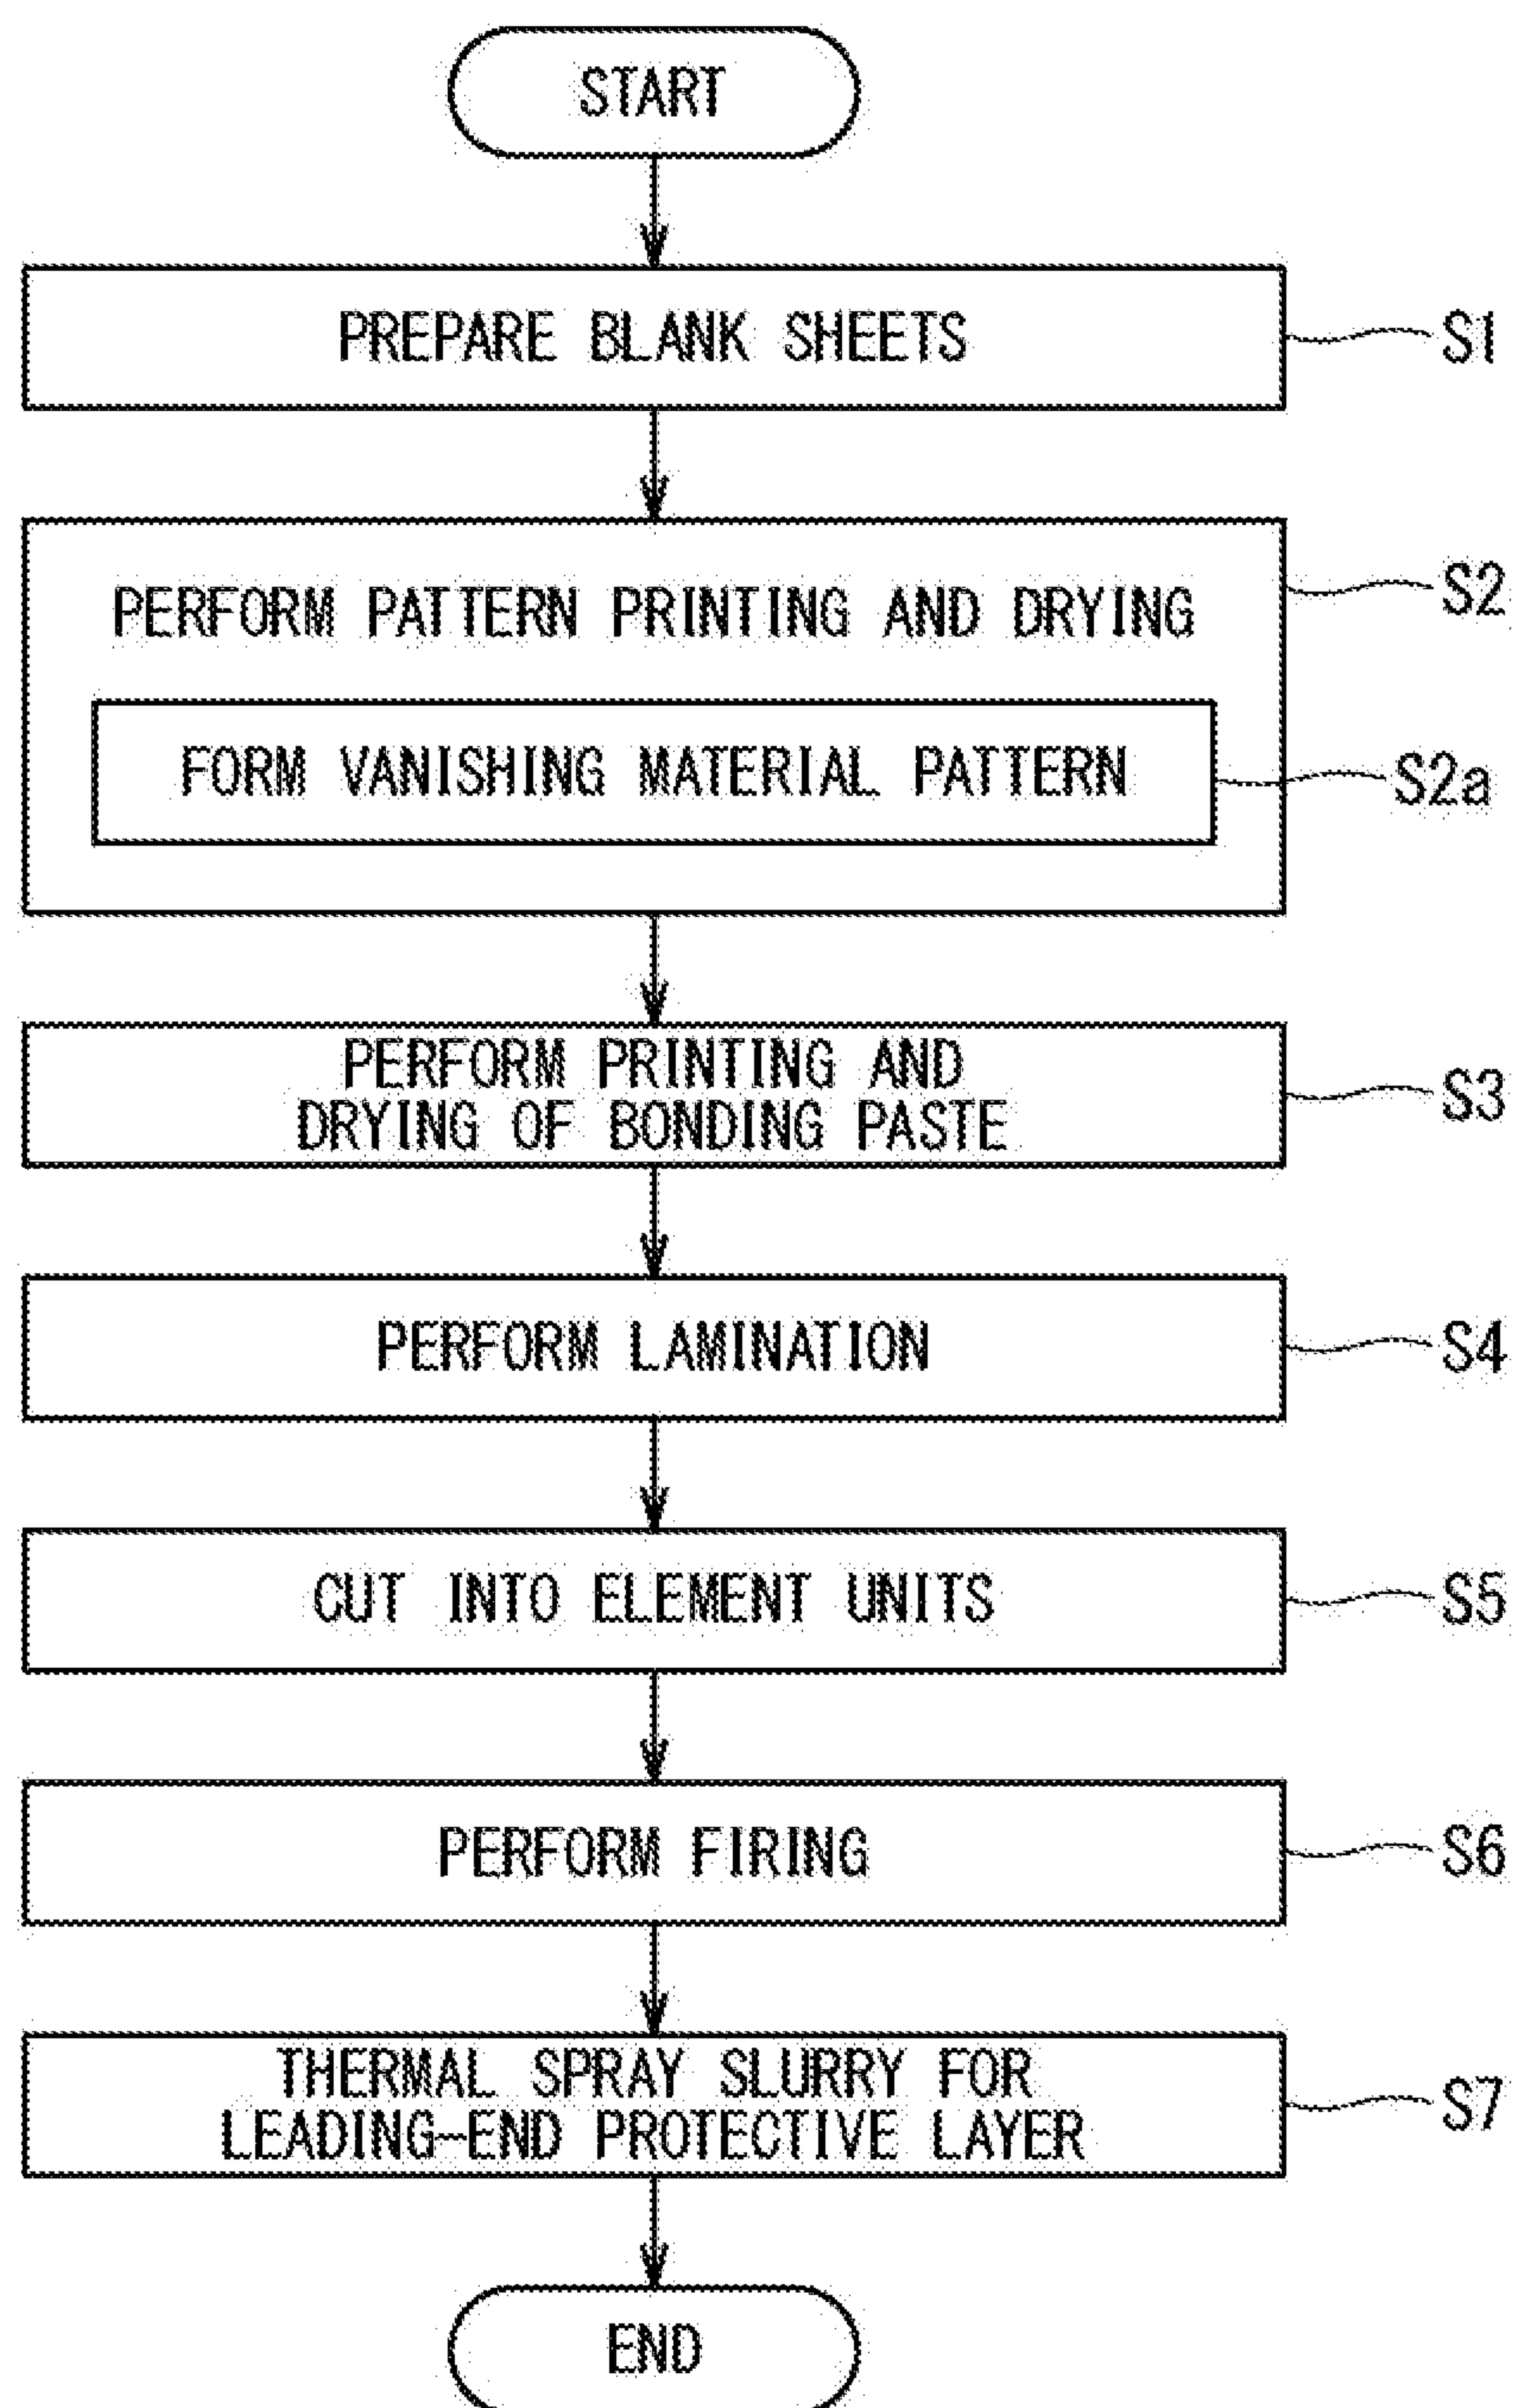 START
PREPARE BLANK SHEETS
S1
PERFORM PATTERN PRINTING AND DRYING
S2
FORM VANISHING MATERIAL PATTERN
S2a
PERFORM PRINTING AND
DRYING OF BONDING PASTE
S3
PERFORM LAMINATION
S4
CUT INTO ELEMENT UNITS
S5
PERFORM FIRING
S6
THERMAL SPRAY SLURRY FOR
LEADING-END PROTECTIVE LAYER
S7
END